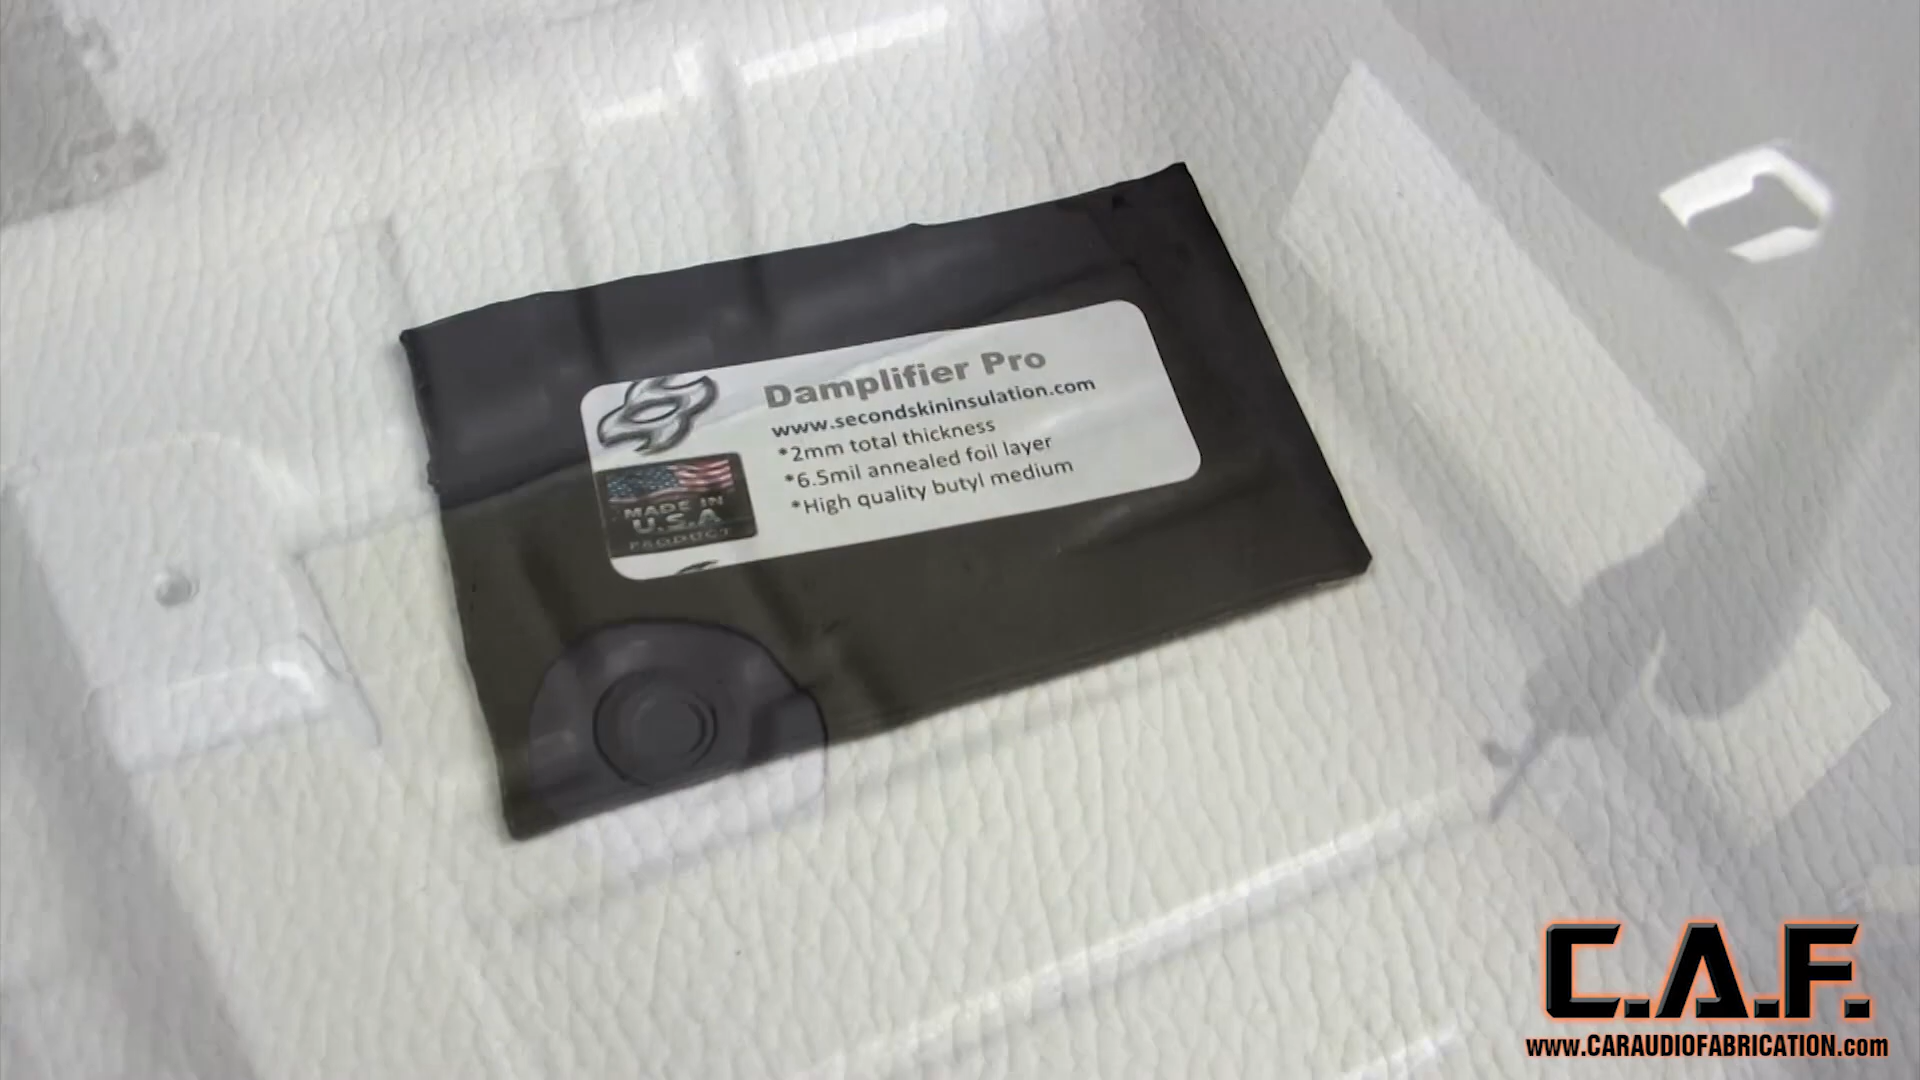 Damplifier Pro
www.secondskininsulation.com
*2mm total thickness
*6.5mil annealed foil layer
*High quality butyl medium
MADE IN
U.S.A
PRODUCT
C.A.F.
www.CARAUDIOFABRICATION.com